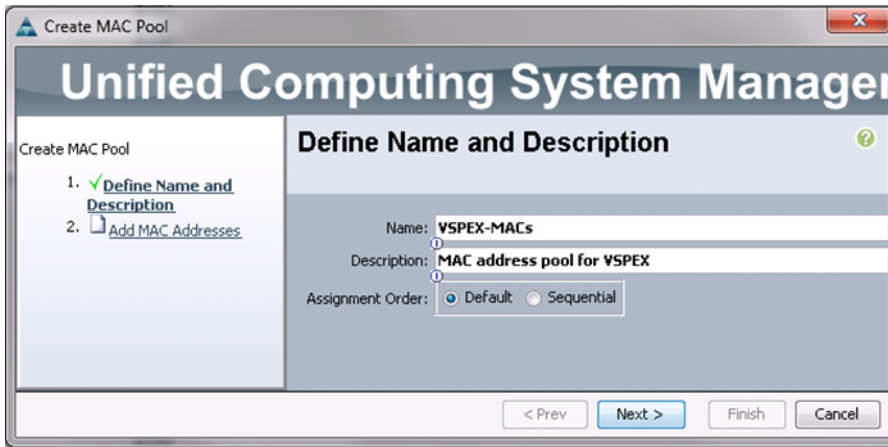 Create MAC Pool
Unified Computing System Manager
Create MAC Pool
1. Define Name and
Description
2. Add MAC Addresses
Define Name and Description
Name: VSPEX-MACs
Description: MAC address pool for VSPEX
Assignment Order: Default Sequential
< Prev Next > Finish Cancel